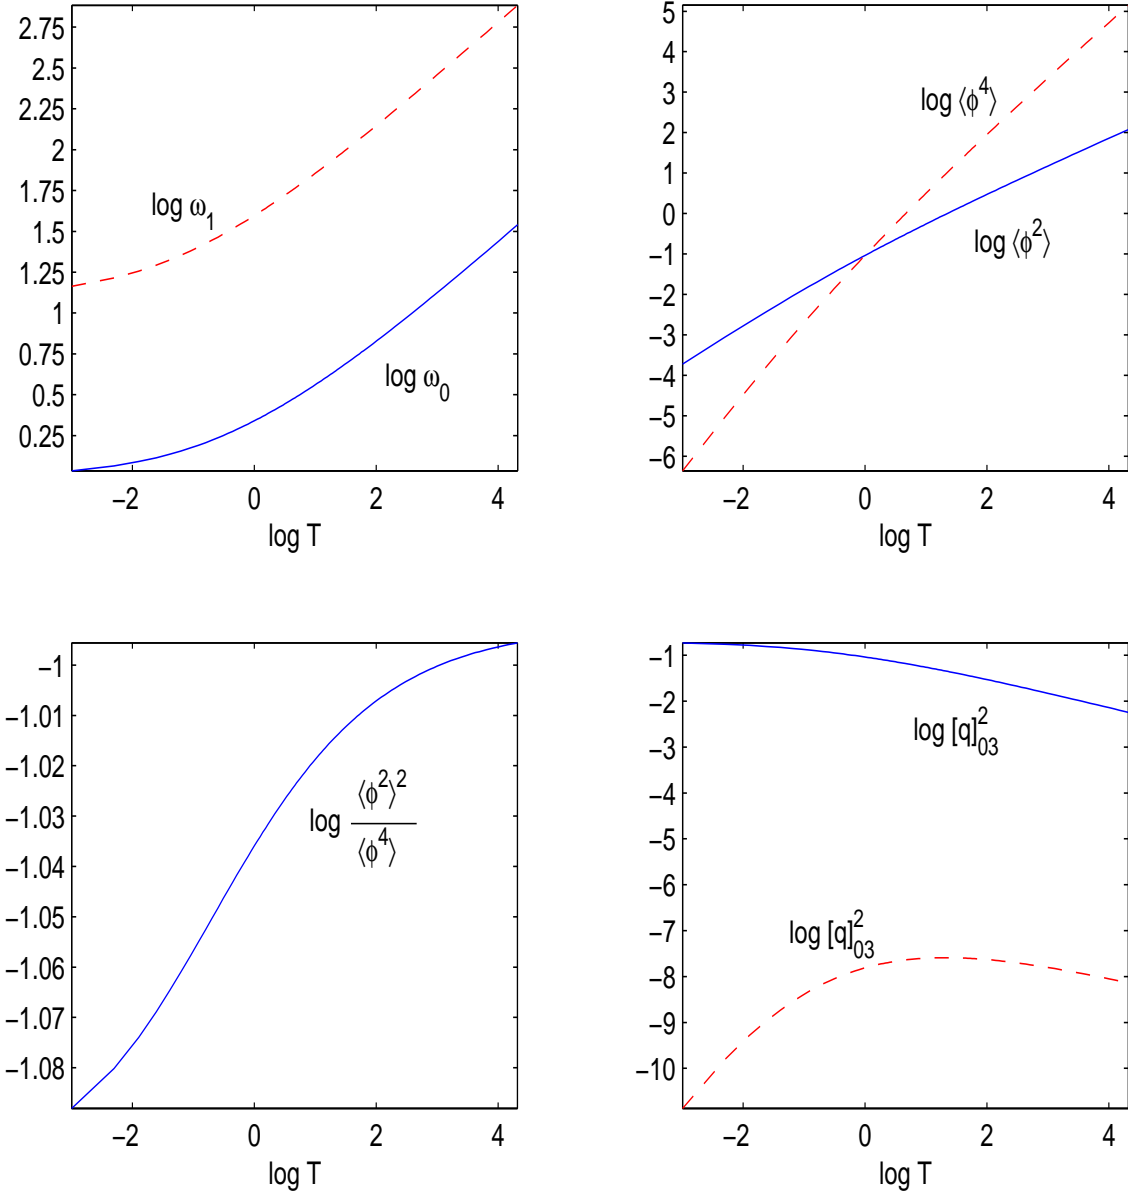 2.75
2.5
2.25
2
1.75
1.5
1.25
1
0.75
0.5
0.25
log ω₁
log ω₀
−2 0 2 4
log T
5
4
3
2
1
0
−1
−2
−3
−4
−5
−6
log ⟨ϕ⁴⟩
log ⟨ϕ²⟩
−2 0 2 4
log T
−1
−1.01
−1.02
−1.03
−1.04
−1.05
−1.06
−1.07
−1.08
log ⟨ϕ²⟩² / ⟨ϕ⁴⟩
−2 0 2 4
log T
−1
−2
−3
−4
−5
−6
−7
−8
−9
−10
log [q]²₀₃
log [q]²₀₃
−2 0 2 4
log T